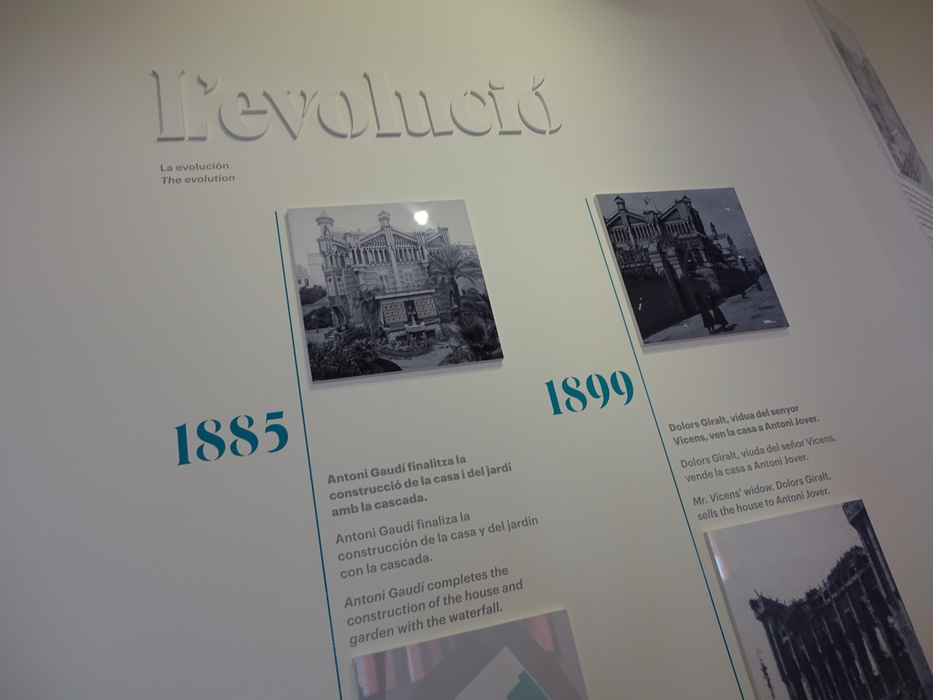 L'evolució
La evolución
The evolution
1885
Antoni Gaudí finalitza la
construcció de la casa i del jardí
amb la cascada.
Antoni Gaudí finaliza la
construcción de la casa y del jardín
con la cascada.
Antoni Gaudí completes the
construction of the house and
garden with the waterfall.
1899
Dolors Giralt, vidua del senyor
Vicens, ven la casa a Antoni Jover.
Dolors Giralt, viuda del señor Vicens,
vende la casa a Antoni Jover.
Mr. Vicens' widow, Dolors Giralt,
sells the house to Antoni Jover.